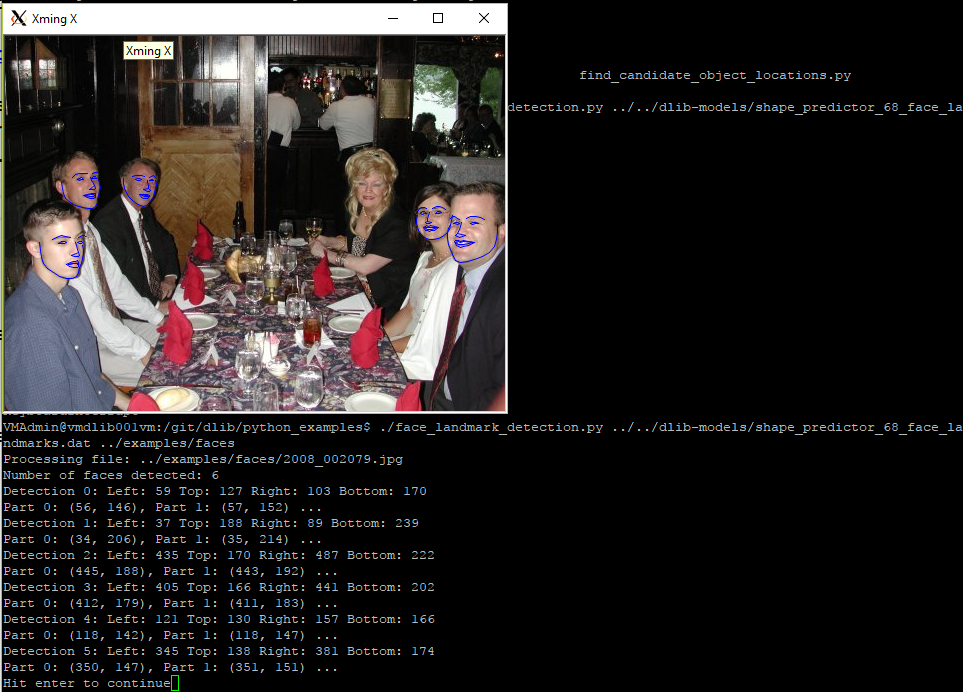 Xming X
Xming X
find_candidate_object_locations.py
detection.py ../../dlib-models/shape_predictor_68_face_la
VMAdmin@vmdlib001vm:/git/dlib/python_examples$ ./face_landmark_detection.py ../../dlib-models/shape_predictor_68_face_la
ndmarks.dat ../examples/faces
Processing file: ../examples/faces/2008_002079.jpg
Number of faces detected: 6
Detection 0: Left: 59 Top: 127 Right: 103 Bottom: 170
Part 0: (56, 146), Part 1: (57, 152) ...
Detection 1: Left: 37 Top: 188 Right: 89 Bottom: 239
Part 0: (34, 206), Part 1: (35, 214) ...
Detection 2: Left: 435 Top: 170 Right: 487 Bottom: 222
Part 0: (445, 188), Part 1: (443, 192) ...
Detection 3: Left: 405 Top: 166 Right: 441 Bottom: 202
Part 0: (412, 179), Part 1: (411, 183) ...
Detection 4: Left: 121 Top: 130 Right: 157 Bottom: 166
Part 0: (118, 142), Part 1: (118, 147) ...
Detection 5: Left: 345 Top: 138 Right: 381 Bottom: 174
Part 0: (350, 147), Part 1: (351, 151) ...
Hit enter to continue